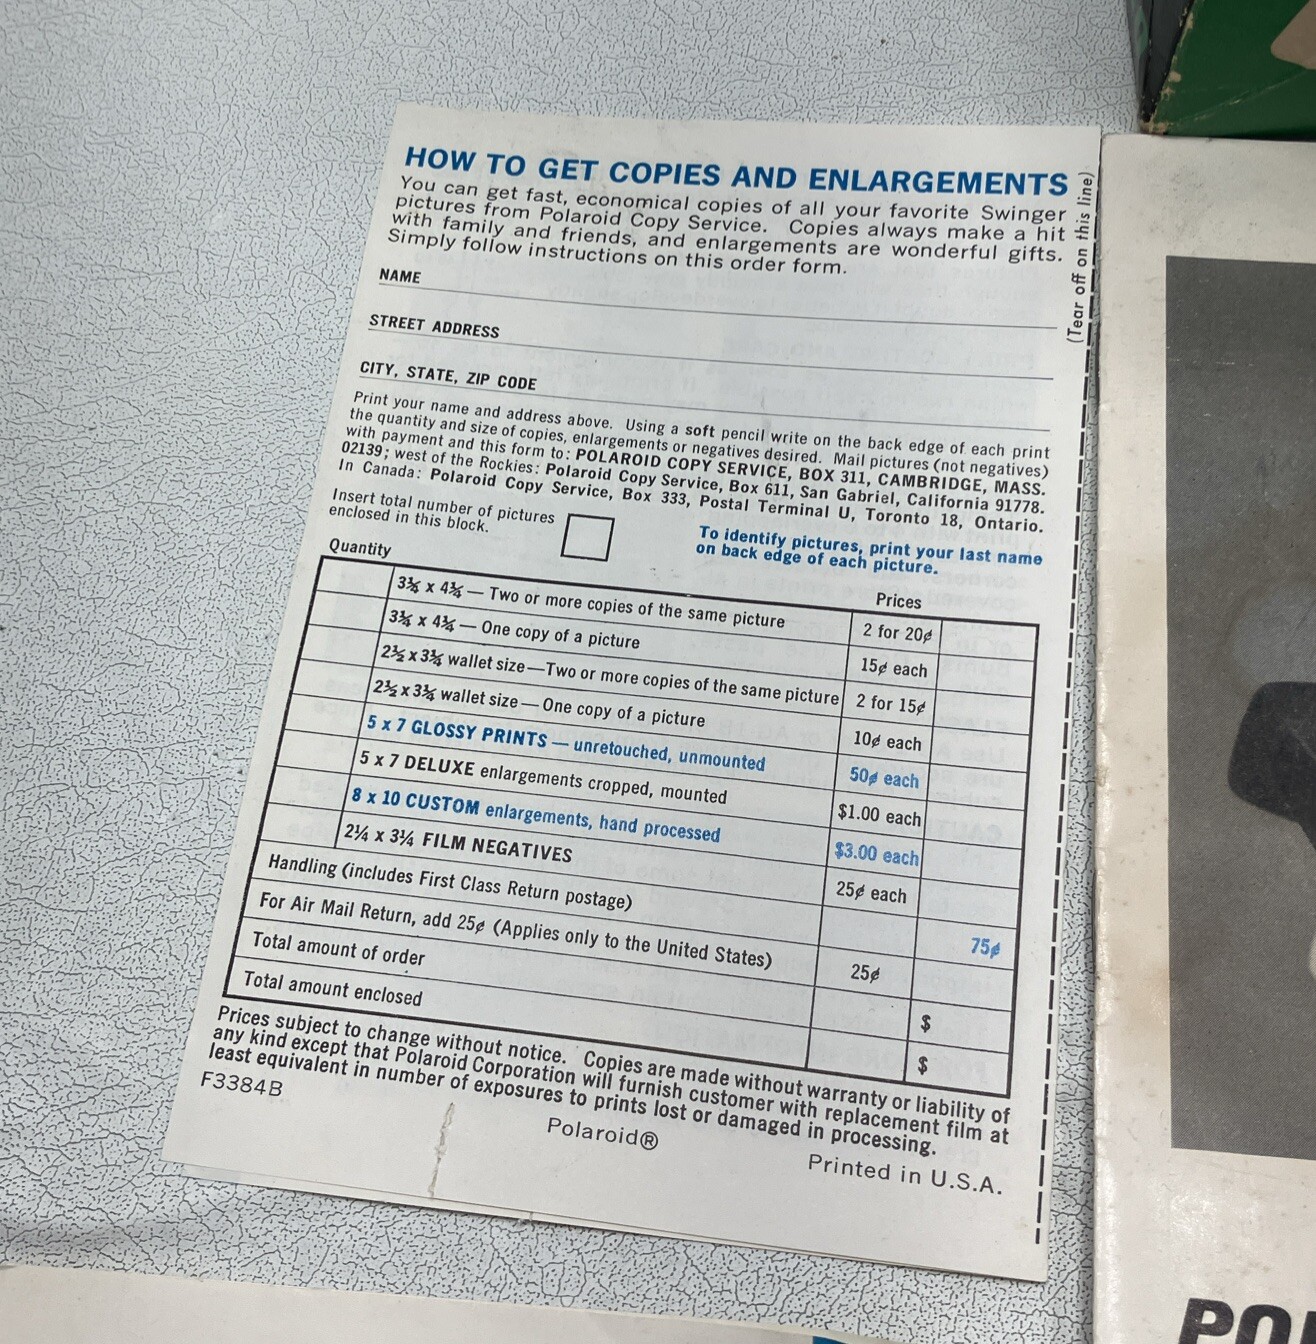 HOW TO GET COPIES AND ENLARGEMENTS
You can get fast, economical copies of all your favorite Swinger
pictures from Polaroid Copy Service. Copies always make a hit
with family and friends, and enlargements are wonderful gifts.
Simply follow instructions on this order form.
(Tear off on this line)
NAME
STREET ADDRESS
CITY, STATE, ZIP CODE
Print your name and address above. Using a soft pencil write on the back edge of each print
the quantity and size of copies, enlargements or negatives desired. Mail pictures (not negatives)
with payment and this form to: POLAROID COPY SERVICE, BOX 311, CAMBRIDGE, MASS.
02139; west of the Rockies: Polaroid Copy Service, Box 611, San Gabriel, California 91778.
In Canada: Polaroid Copy Service, Box 333, Postal Terminal U, Toronto 18, Ontario.
Insert total number of pictures
enclosed in this block.
To identify pictures, print your last name
on back edge of each picture.
Quantity
Prices
3¼ x 4¼ — Two or more copies of the same picture 2 for 20¢
3¼ x 4¼ — One copy of a picture 15¢ each
2½ x 3¼ wallet size — Two or more copies of the same picture 2 for 15¢
2½ x 3¼ wallet size — One copy of a picture 10¢ each
5 x 7 GLOSSY PRINTS — unretouched, unmounted 50¢ each
5 x 7 DELUXE enlargements cropped, mounted $1.00 each
8 x 10 CUSTOM enlargements, hand processed $3.00 each
2¼ x 3¼ FILM NEGATIVES 25¢ each
Handling (includes First Class Return postage) 75¢
For Air Mail Return, add 25¢ (Applies only to the United States) 25¢
Total amount of order $
Total amount enclosed $
Prices subject to change without notice. Copies are made without warranty or liability of
any kind except that Polaroid Corporation will furnish customer with replacement film at
least equivalent in number of exposures to prints lost or damaged in processing.
F3384B
Polaroid®
Printed in U.S.A.